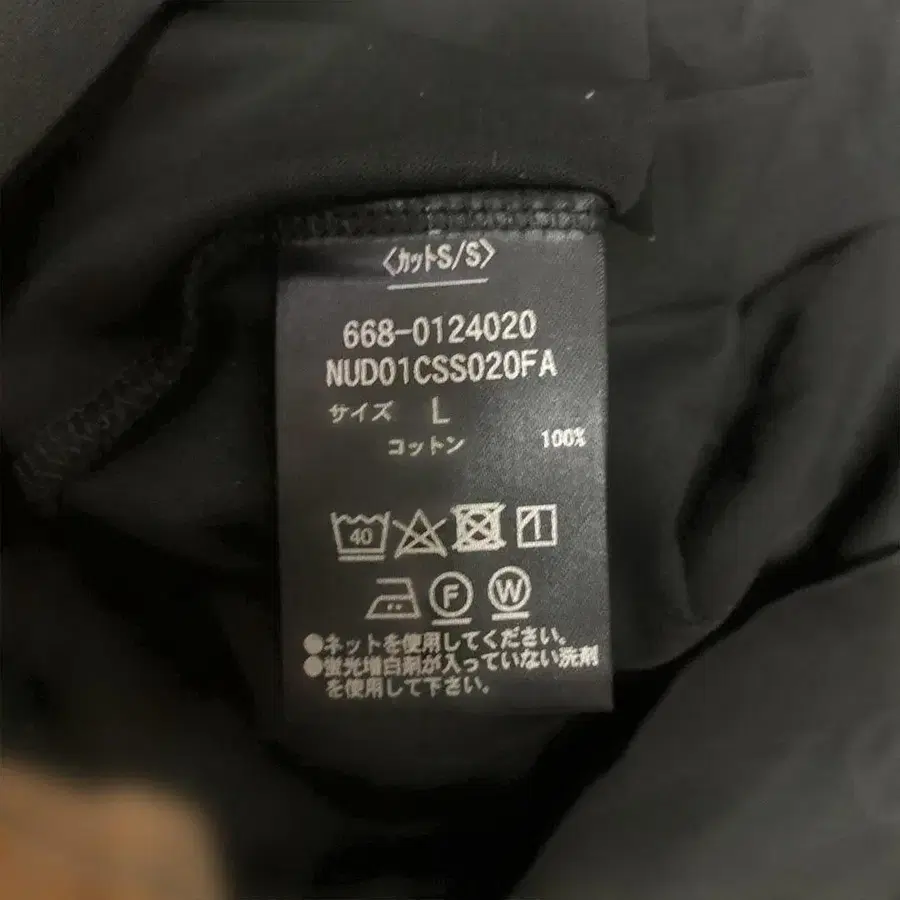 〈カットS/S〉
668-0124020
NUD01CSS020FA
サイズ L
コットン 100%
40
F W
●ネットを使用してください。
●蛍光増白剤が入っていない洗剤
を使用して下さい。